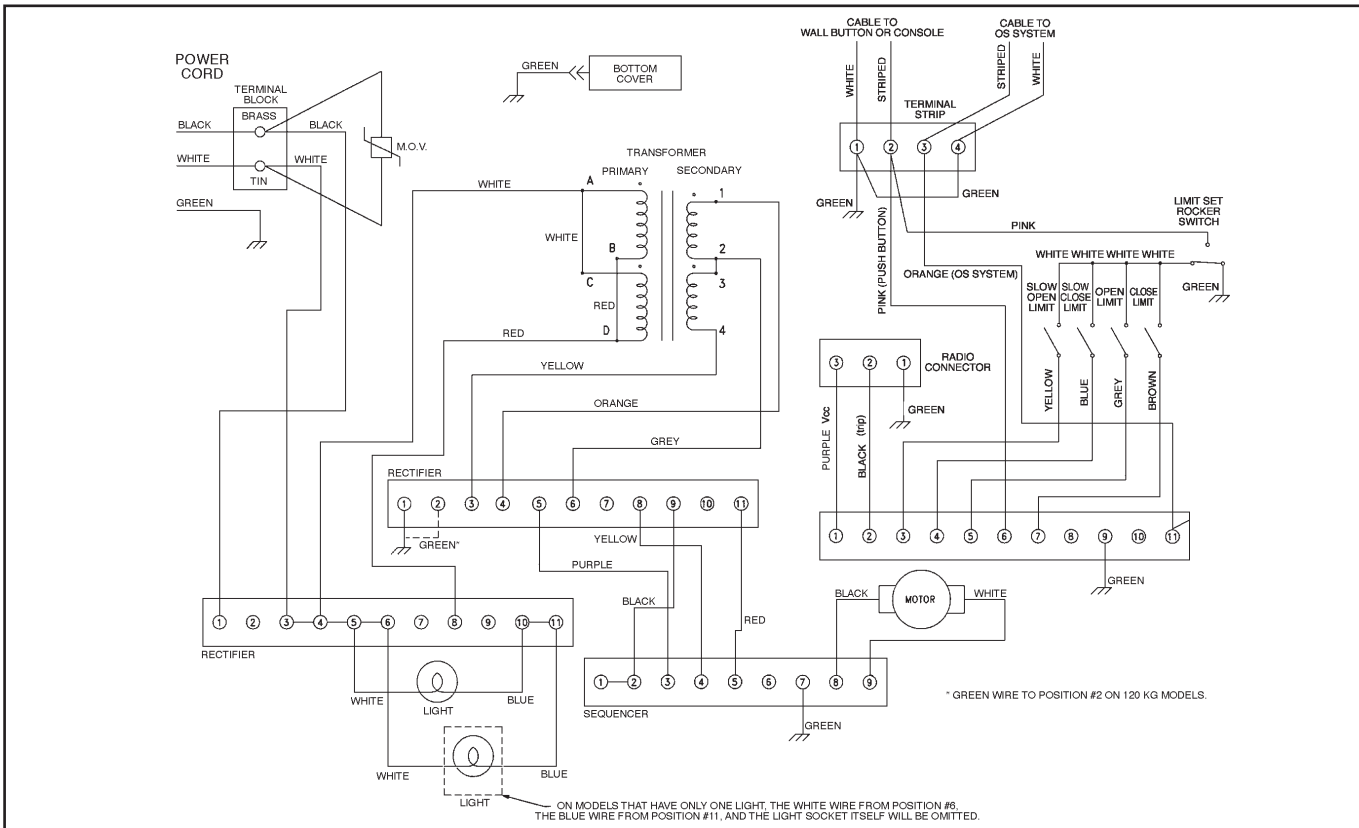 POWER
CORD
TERMINAL
BLOCK
BRASS
BLACK
BLACK
WHITE
WHITE
TIN
GREEN
M.O.V.
GREEN
BOTTOM
COVER
TRANSFORMER
PRIMARY
SECONDARY
WHITE
A
1
WHITE
B
2
C
3
RED
D
4
RED
YELLOW
ORANGE
GREY
RECTIFIER
1 2 3 4 5 6 7 8 9 10 11
GREEN*
YELLOW
PURPLE
BLACK
RED
1 2 3 4 5 6 7 8 9 10 11
RECTIFIER
WHITE
BLUE
LIGHT
WHITE
BLUE
LIGHT
ON MODELS THAT HAVE ONLY ONE LIGHT, THE WHITE WIRE FROM POSITION #6,
THE BLUE WIRE FROM POSITION #11, AND THE LIGHT SOCKET ITSELF WILL BE OMITTED.
1 2 3 4 5 6 7 8 9
SEQUENCER
GREEN
BLACK
MOTOR
WHITE
* GREEN WIRE TO POSITION #2 ON 120 KG MODELS.
CABLE TO
WALL BUTTON OR CONSOLE
CABLE TO
OS SYSTEM
WHITE
STRIPED
STRIPED
WHITE
TERMINAL
STRIP
1 2 3 4
GREEN
GREEN
PINK (PUSH BUTTON)
PINK
ORANGE (OS SYSTEM)
LIMIT SET
ROCKER
SWITCH
WHITE WHITE WHITE WHITE
GREEN
SLOW
OPEN
LIMIT
SLOW
CLOSE
LIMIT
OPEN
LIMIT
CLOSE
LIMIT
YELLOW
BLUE
GREY
BROWN
3 2 1
RADIO
CONNECTOR
GREEN
PURPLE Vcc
BLACK (trip)
1 2 3 4 5 6 7 8 9 10 11
GREEN